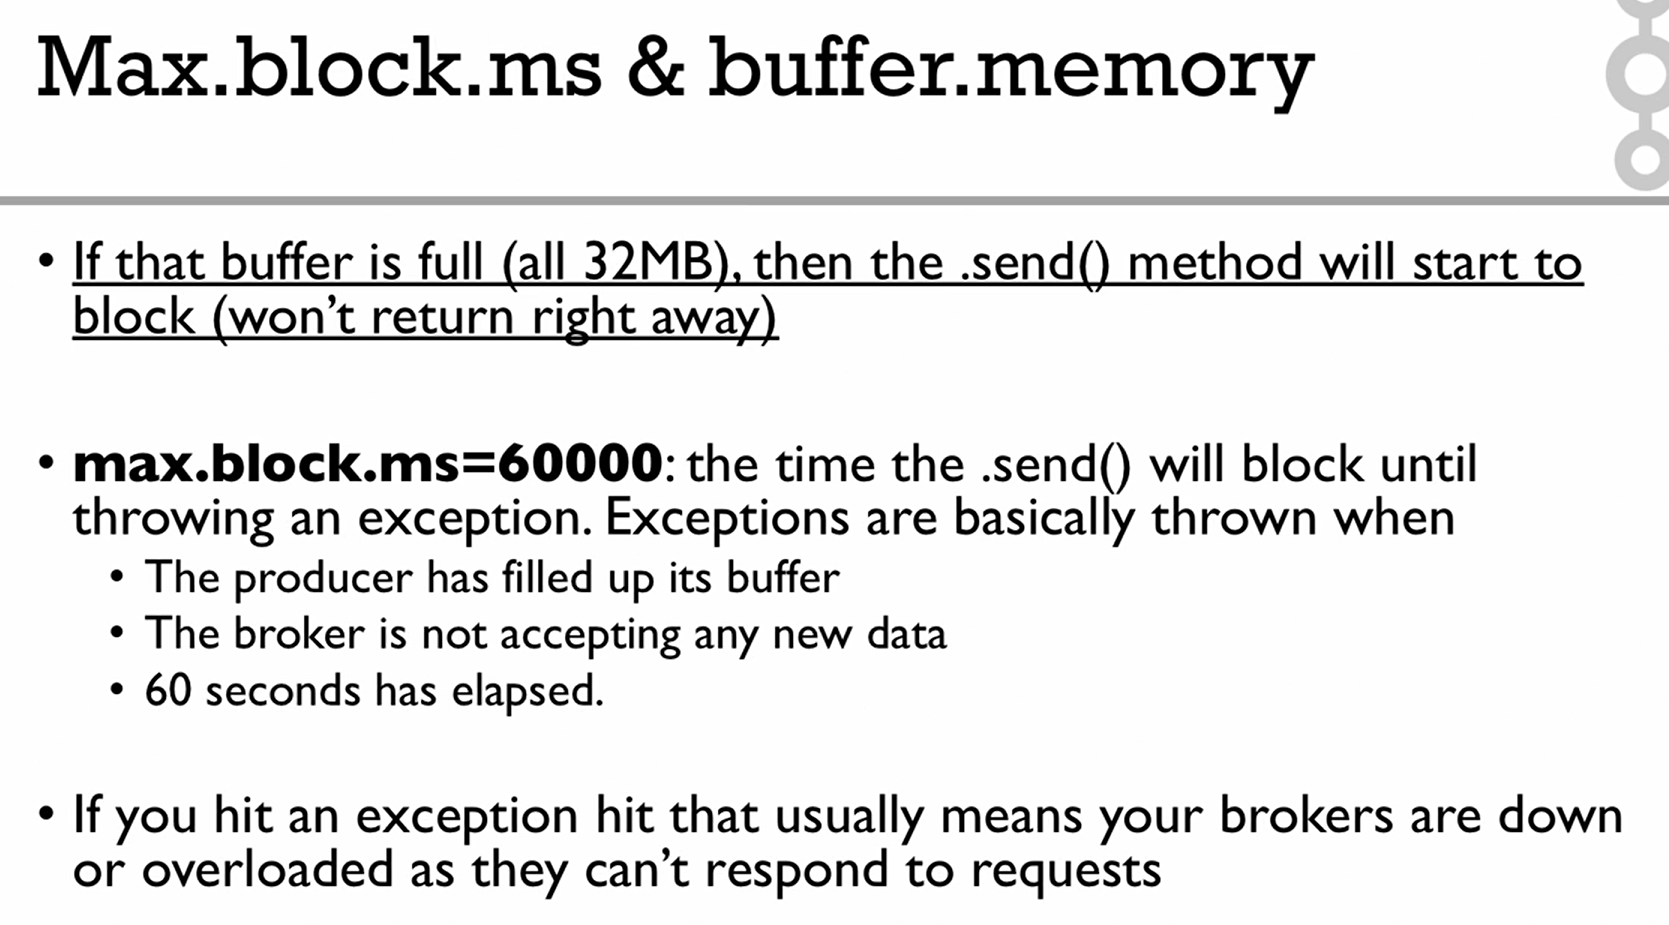 Max.block.ms & buffer.memory
• If that buffer is full (all 32MB), then the .send() method will start to
block (won’t return right away)
• max.block.ms=60000: the time the .send() will block until
throwing an exception. Exceptions are basically thrown when
• The producer has filled up its buffer
• The broker is not accepting any new data
• 60 seconds has elapsed.
• If you hit an exception hit that usually means your brokers are down
or overloaded as they can’t respond to requests